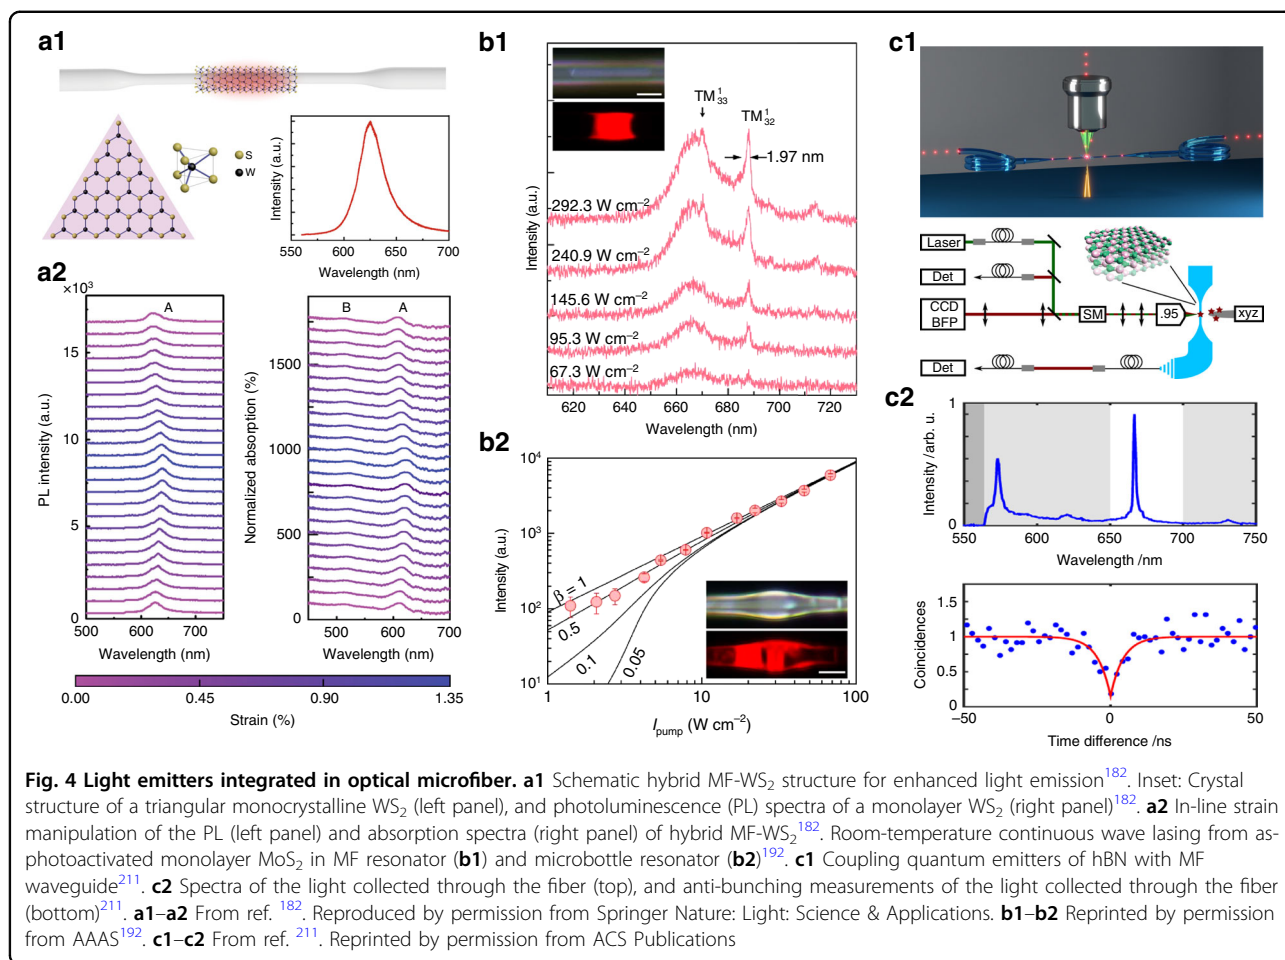 a1
S
W
Intensity (a.u.)
550 600 650 700
Wavelength (nm)
a2
×10³
PL intensity (a.u.)
15
10
5
0
A
500 600 700
Wavelength (nm)
Normalized absorption (%)
1500
1000
500
0
B A
500 600 700
Wavelength (nm)
0.00 0.45 0.90 1.35
Strain (%)
b1
TM¹₃₃
TM¹₃₂
1.97 nm
292.3 W cm⁻²
240.9 W cm⁻²
145.6 W cm⁻²
95.3 W cm⁻²
67.3 W cm⁻²
Intensity (a.u.)
620 640 660 680 700 720
Wavelength (nm)
b2
10⁴
10³
10²
10¹
Intensity (a.u.)
β = 1
0.5
0.1
0.05
1 10 100
I_pump (W cm⁻²)
c1
Laser
Det
CCD
BFP
SM
.95
xyz
Det
c2
Intensity /arb. u.
0
550 600 650 700 750
Wavelength /nm
Coincidences
1.5
1
0.5
0
−50 0 50
Time difference /ns
Fig. 4 Light emitters integrated in optical microfiber. a1 Schematic hybrid MF-WS₂ structure for enhanced light emission¹⁸². Inset: Crystal
structure of a triangular monocrystalline WS₂ (left panel), and photoluminescence (PL) spectra of a monolayer WS₂ (right panel)¹⁸². a2 In-line strain
manipulation of the PL (left panel) and absorption spectra (right panel) of hybrid MF-WS₂¹⁸². Room-temperature continuous wave lasing from as-
photoactivated monolayer MoS₂ in MF resonator (b1) and microbottle resonator (b2)¹⁹². c1 Coupling quantum emitters of hBN with MF
waveguide²¹¹. c2 Spectra of the light collected through the fiber (top), and anti-bunching measurements of the light collected through the fiber
(bottom)²¹¹. a1–a2 From ref. ¹⁸². Reproduced by permission from Springer Nature: Light: Science & Applications. b1–b2 Reprinted by permission
from AAAS¹⁹². c1–c2 From ref. ²¹¹. Reprinted by permission from ACS Publications